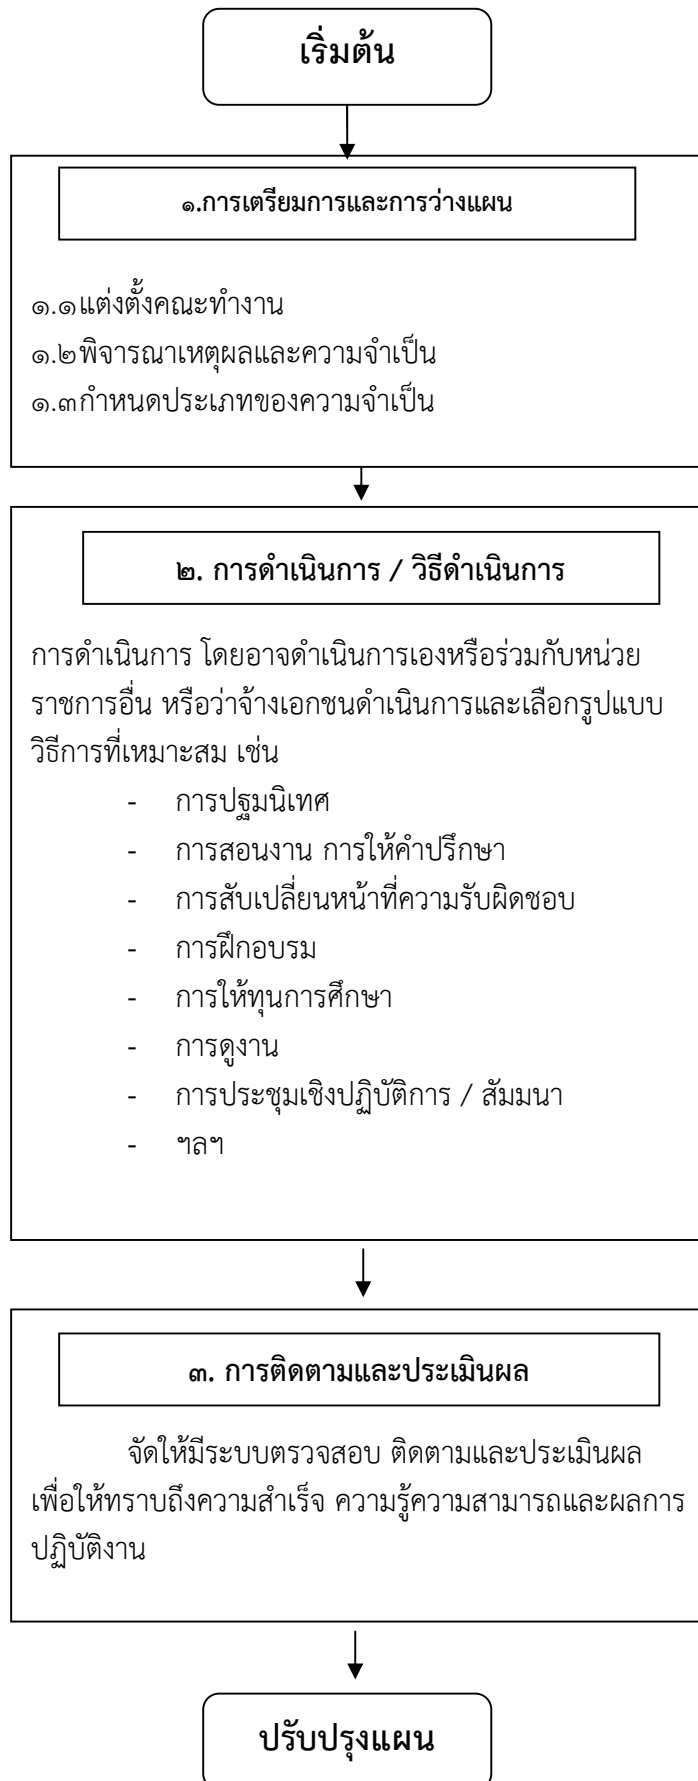 เริ่มต้น
๑.การเตรียมการและการว่างแผน
๑.๑แต่งตั้งคณะทำงาน
๑.๒พิจารณาเหตุผลและความจำเป็น
๑.๓กำหนดประเภทของความจำเป็น
๒. การดำเนินการ / วิธีดำเนินการ
การดำเนินการ โดยอาจดำเนินการเองหรือร่วมกับหน่วย
ราชการอื่น หรือว่าจ้างเอกชนดำเนินการและเลือกรูปแบบ
วิธีการที่เหมาะสม เช่น
- การปฐมนิเทศ
- การสอนงาน การให้คำปรึกษา
- การสับเปลี่ยนหน้าที่ความรับผิดชอบ
- การฝึกอบรม
- การให้ทุนการศึกษา
- การดูงาน
- การประชุมเชิงปฏิบัติการ / สัมมนา
- ฯลฯ
๓. การติดตามและประเมินผล
จัดให้มีระบบตรวจสอบ ติดตามและประเมินผล
เพื่อให้ทราบถึงความสำเร็จ ความรู้ความสามารถและผลการ
ปฏิบัติงาน
ปรับปรุงแผน